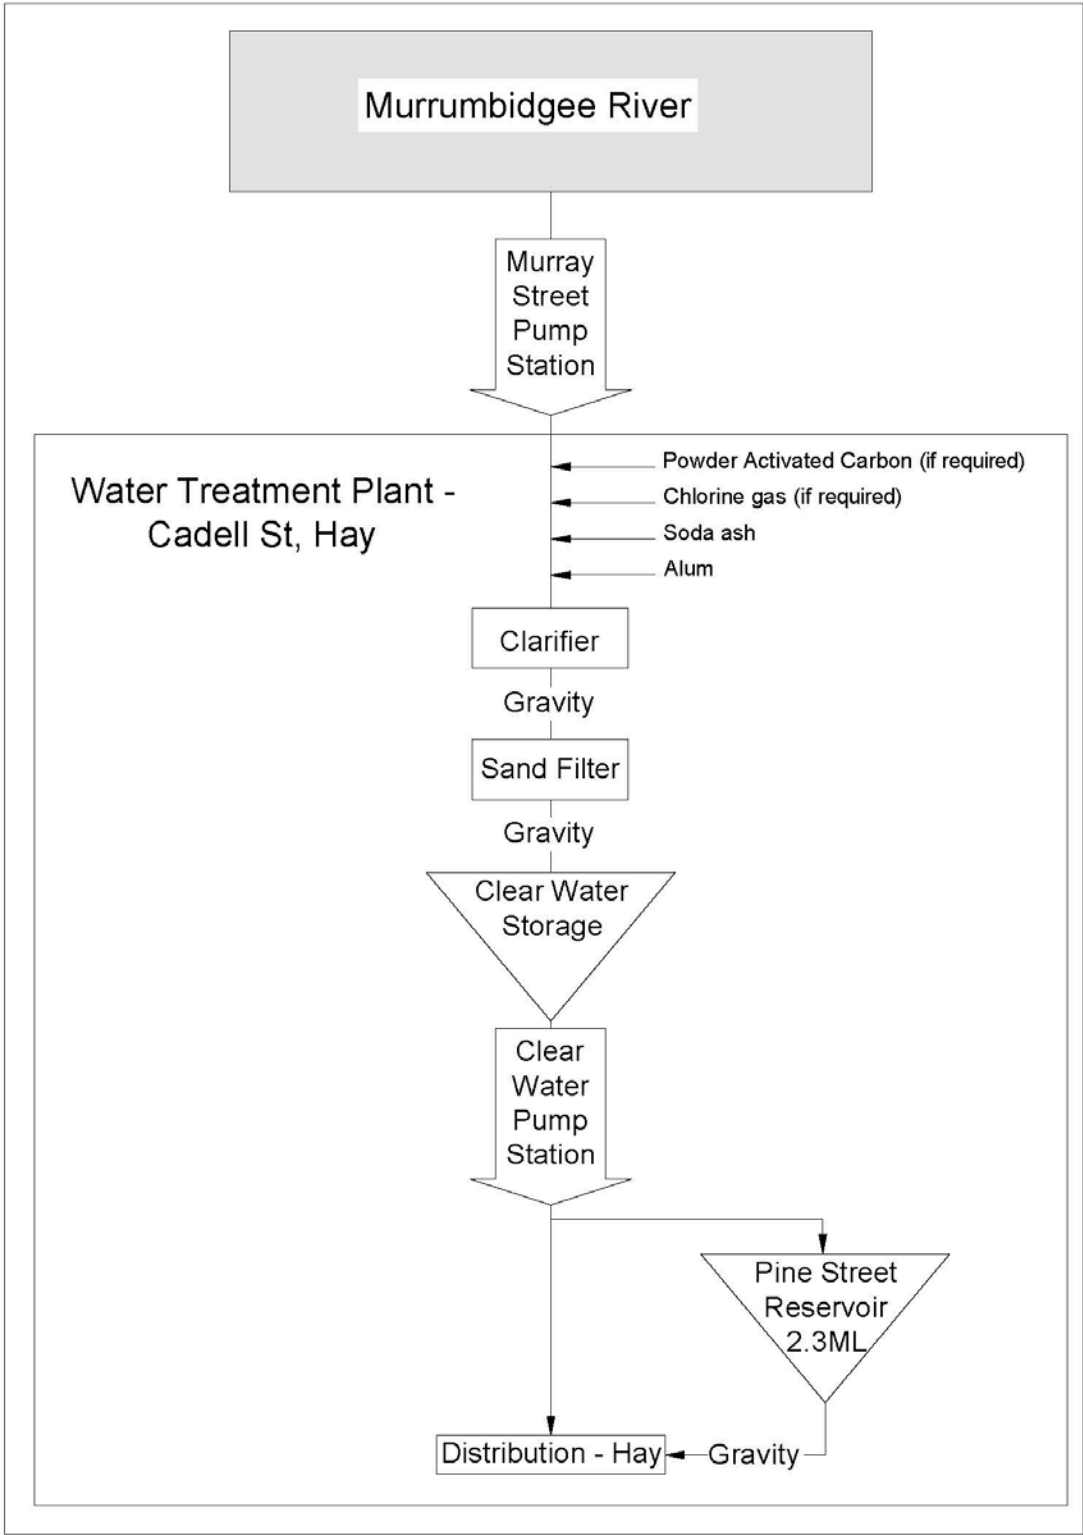 Murrumbidgee River
Murray
Street
Pump
Station
Water Treatment Plant -
Cadell St, Hay
Powder Activated Carbon (if required)
Chlorine gas (if required)
Soda ash
Alum
Clarifier
Gravity
Sand Filter
Gravity
Clear Water
Storage
Clear
Water
Pump
Station
Pine Street
Reservoir
2.3ML
Distribution - Hay
Gravity